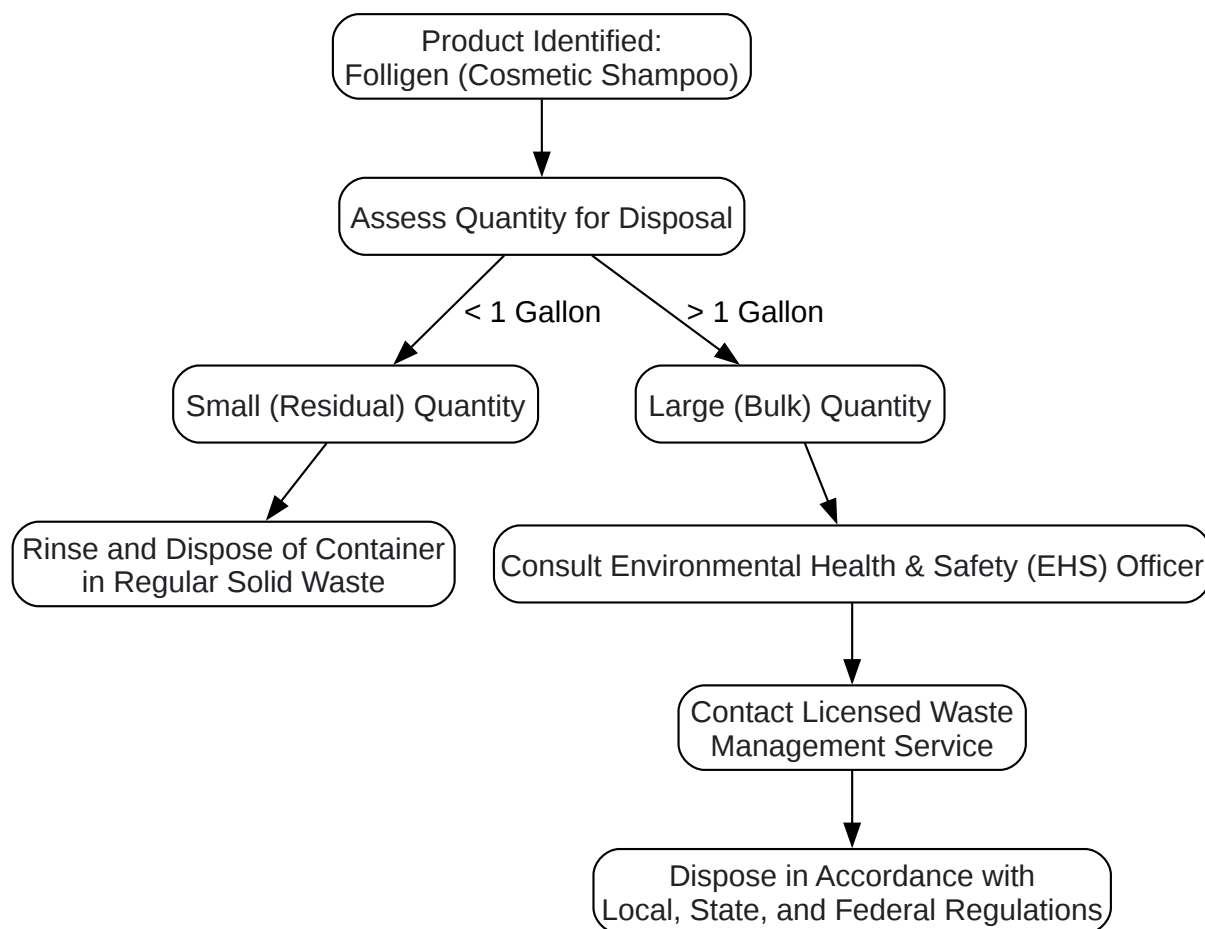 Product Identified:
Folligen (Cosmetic Shampoo)
Assess Quantity for Disposal
< 1 Gallon
> 1 Gallon
Small (Residual) Quantity
Large (Bulk) Quantity
Rinse and Dispose of Container
in Regular Solid Waste
Consult Environmental Health & Safety (EHS) Officer
Contact Licensed Waste
Management Service
Dispose in Accordance with
Local, State, and Federal Regulations